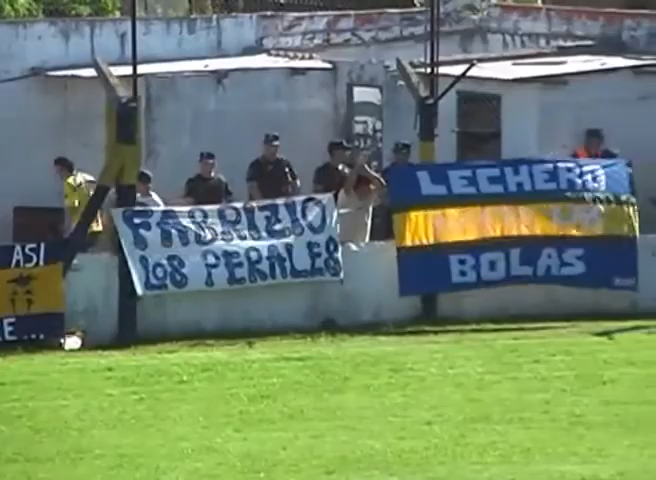 ASI
E...
FABRIZIO
LOS PERALES
LECHERO
BOLAS